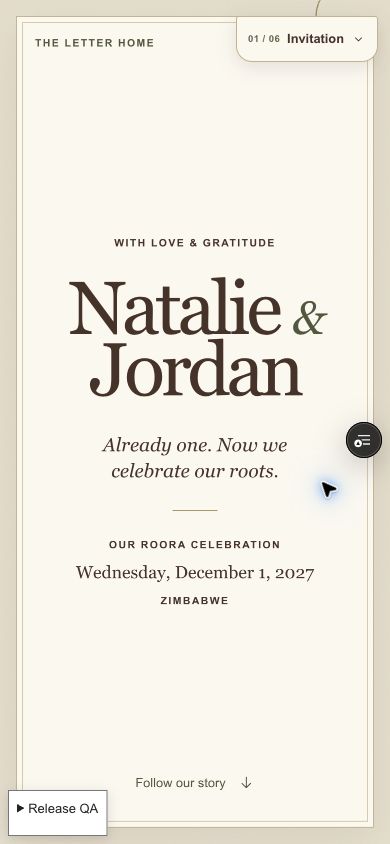 THE LETTER HOME
01 / 06 Invitation
WITH LOVE & GRATITUDE
Natalie &
Jordan
Already one. Now we
celebrate our roots.
OUR ROORA CELEBRATION
Wednesday, December 1, 2027
ZIMBABWE
Follow our story
Release QA